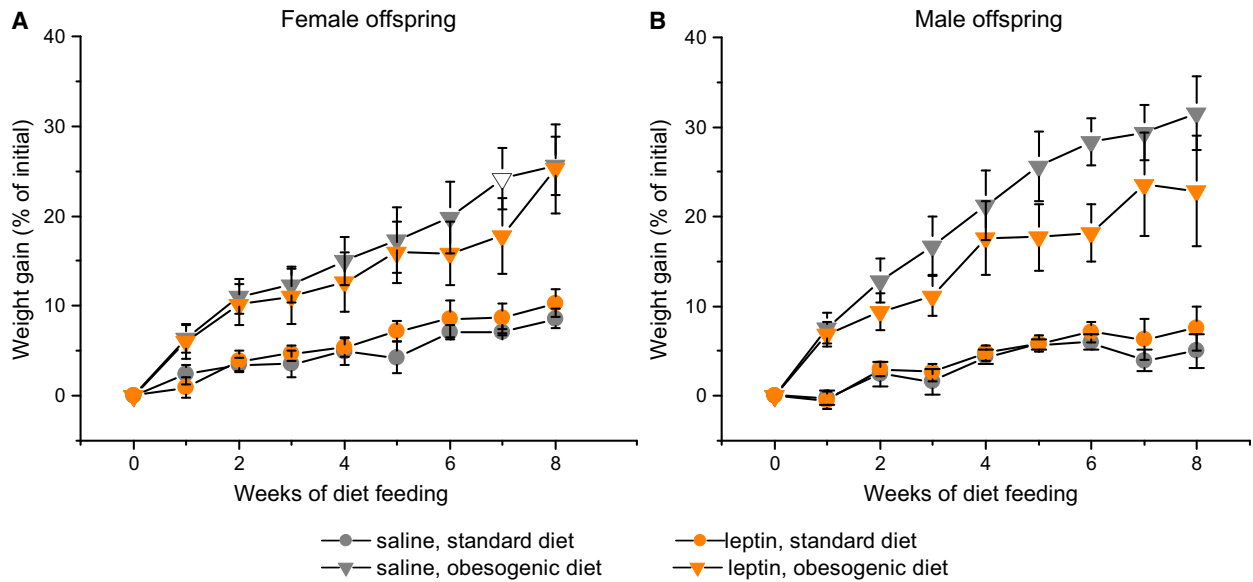 A
Female offspring
Weight gain (% of initial)
40
30
20
10
0
0 2 4 6 8
Weeks of diet feeding
B
Male offspring
Weight gain (% of initial)
40
30
20
10
0
0 2 4 6 8
Weeks of diet feeding
saline, standard diet
leptin, standard diet
saline, obesogenic diet
leptin, obesogenic diet